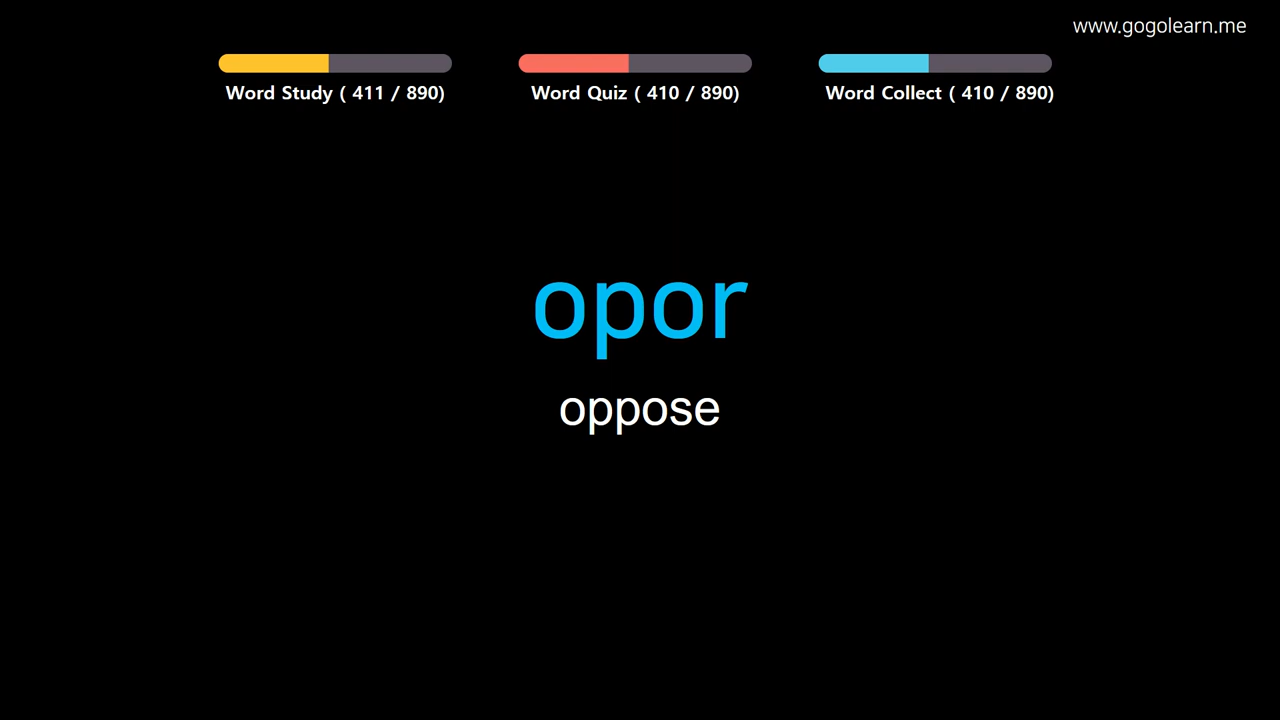 www.gogolearn.me
Word Study ( 411 / 890)
Word Quiz ( 410 / 890)
Word Collect ( 410 / 890)
opor
oppose